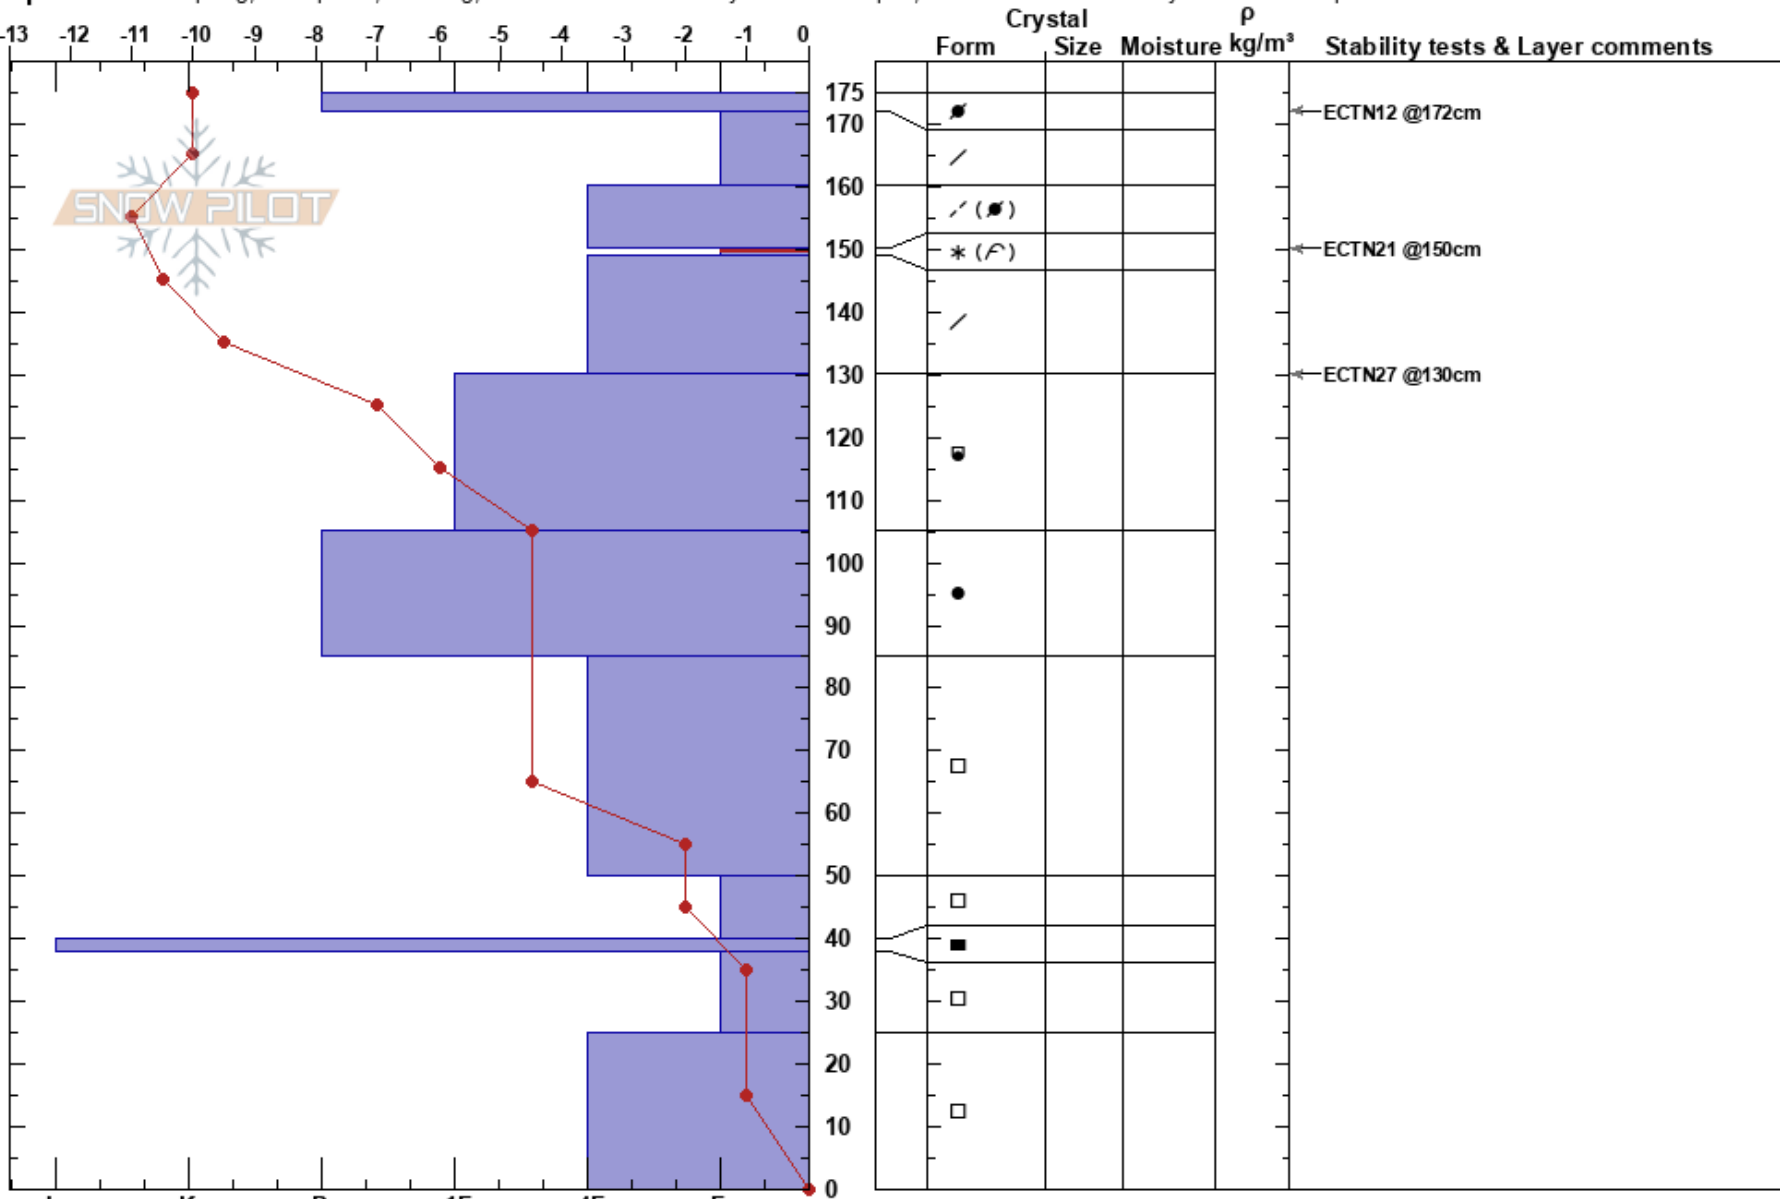 Crystal ρ
-13 -12 -11 -10 -9 -8 -7 -6 -5 -4 -3 -2 -1 0
Form Size Moisture kg/m³ Stability tests & Layer comments
175
ECTN12 @172cm
170
160
SNOW PILOT
150
ECTN21 @150cm
140
130
ECTN27 @130cm
120
110
100
90
80
70
60
50
40
30
20
10
0